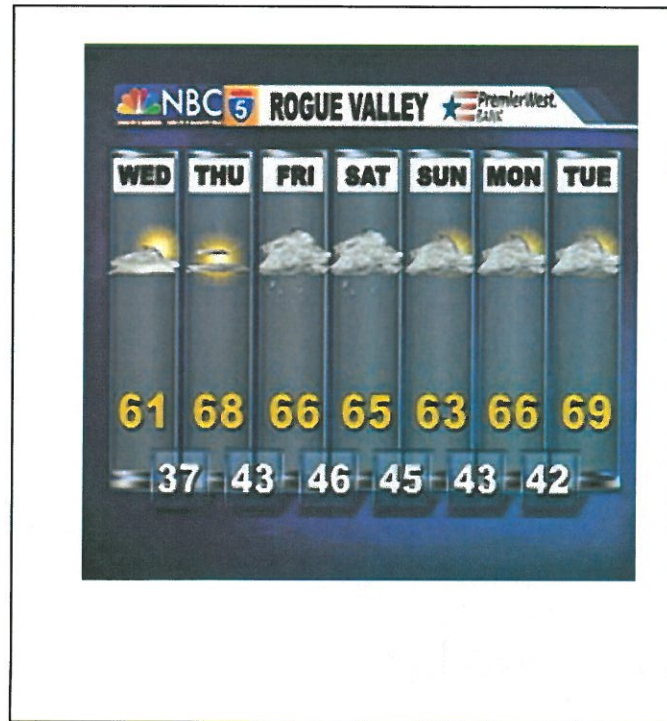 NBC 5 ROGUE VALLEY PremierWest.
BANK
WED THU FRI SAT SUN MON TUE
61 68 66 65 63 66 69
37 43 46 45 43 42